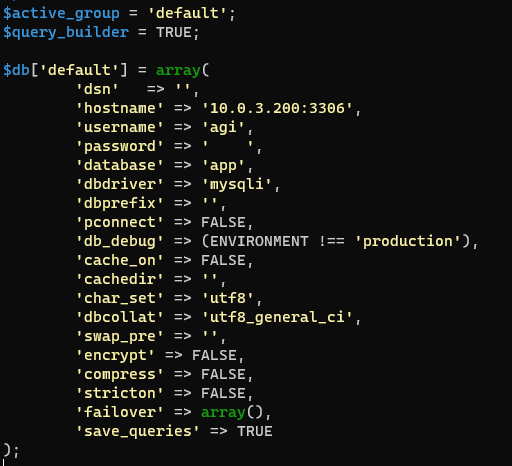 $active_group = 'default';
$query_builder = TRUE;

$db['default'] = array(
        'dsn'   => '',
        'hostname' => '10.0.3.200:3306',
        'username' => 'agi',
        'password' => '    ',
        'database' => 'app',
        'dbdriver' => 'mysqli',
        'dbprefix' => '',
        'pconnect' => FALSE,
        'db_debug' => (ENVIRONMENT !== 'production'),
        'cache_on' => FALSE,
        'cachedir' => '',
        'char_set' => 'utf8',
        'dbcollat' => 'utf8_general_ci',
        'swap_pre' => '',
        'encrypt' => FALSE,
        'compress' => FALSE,
        'stricton' => FALSE,
        'failover' => array(),
        'save_queries' => TRUE
);